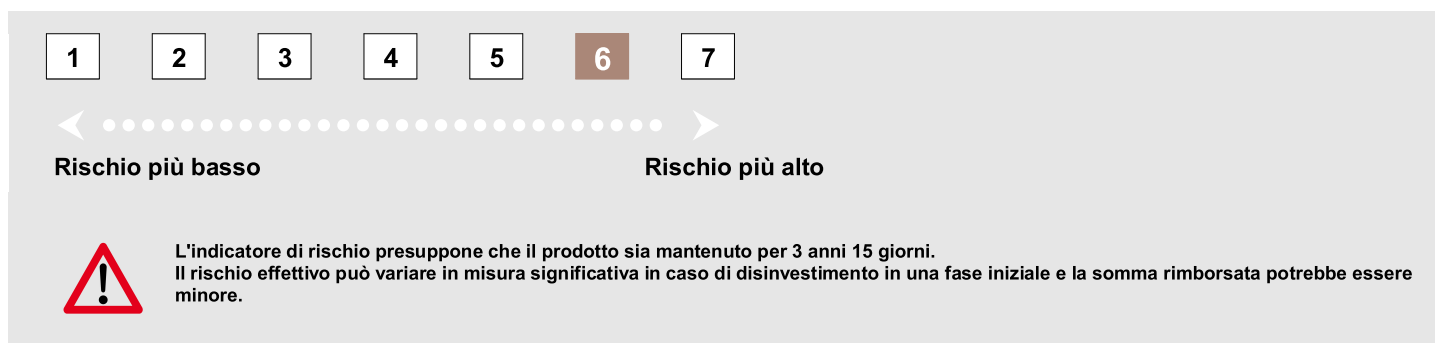 1 2 3 4 5 6 7
Rischio più basso Rischio più alto
L'indicatore di rischio presuppone che il prodotto sia mantenuto per 3 anni 15 giorni.
Il rischio effettivo può variare in misura significativa in caso di disinvestimento in una fase iniziale e la somma rimborsata potrebbe essere
minore.